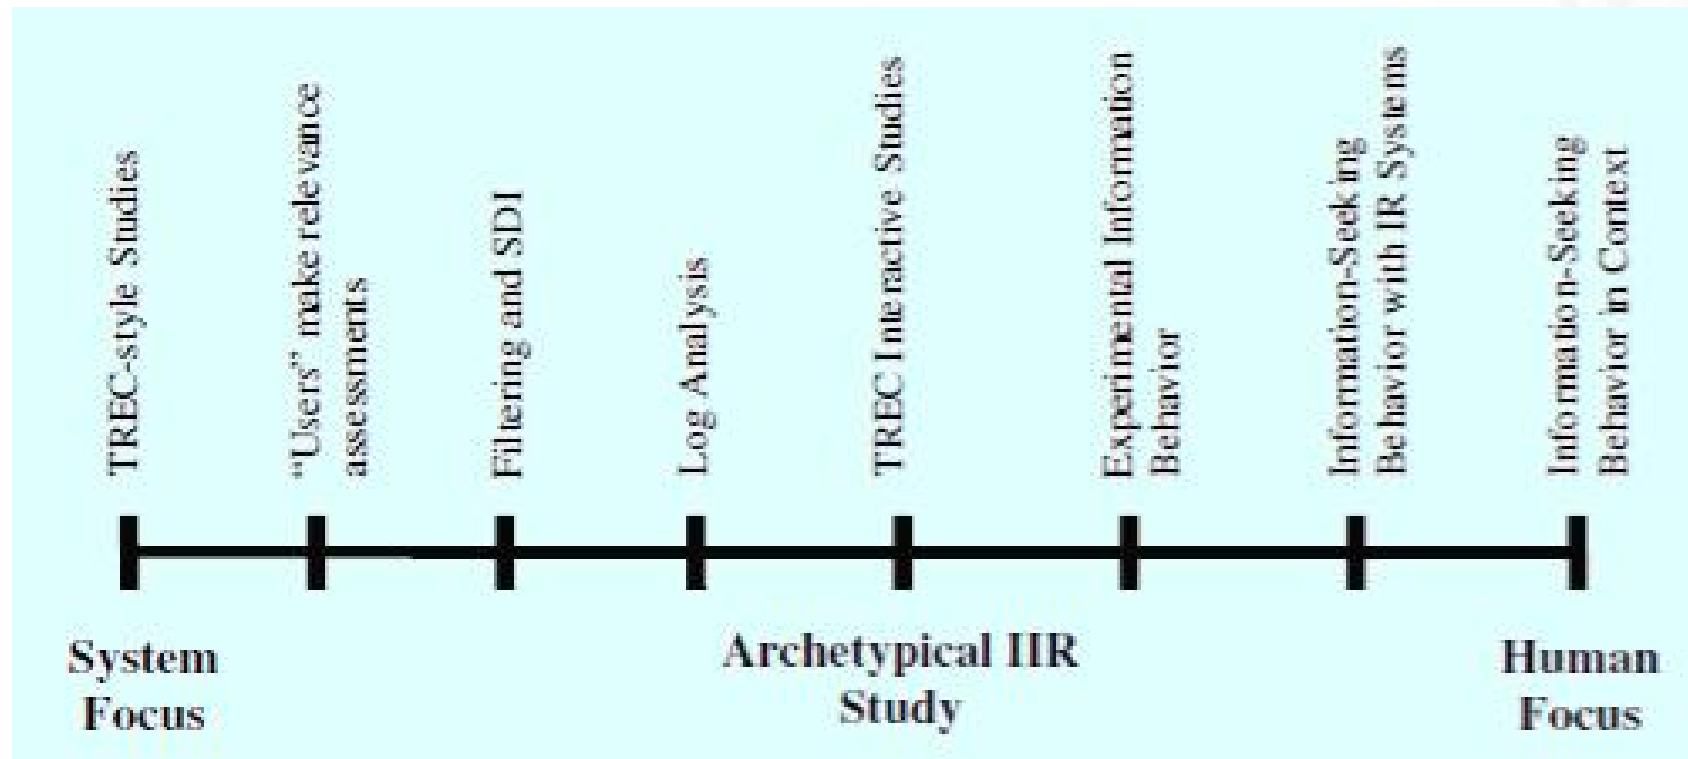 TREC-style Studies
“Users” make relevance
assessments
Filtering and SDI
Log Analysis
TREC Interactive Studies
Experimental Information
Behavior
Information-Seeking
Behavior with IR Systems
Information-Seeking
Behavior in Context
System
Focus
Archetypical IIR
Study
Human
Focus